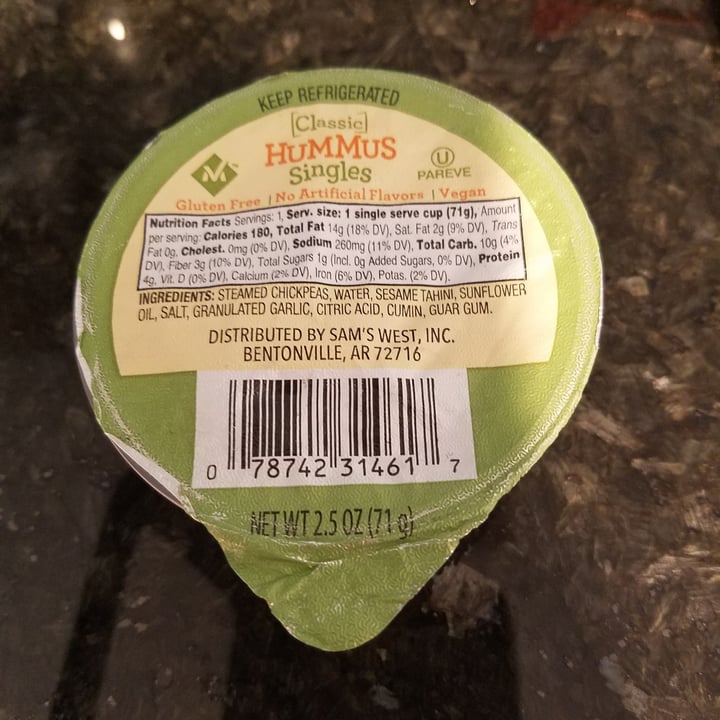 KEEP REFRIGERATED
[Classic]
HUMMUS
Singles
U
PAREVE
Gluten Free | No Artificial Flavors | Vegan
Nutrition Facts Servings: 1, Serv. size: 1 single serve cup (71g), Amount
per serving: Calories 180, Total Fat 14g (18% DV), Sat. Fat 2g (9% DV), Trans
Fat 0g, Cholest. 0mg (0% DV), Sodium 260mg (11% DV), Total Carb. 10g (4%
DV), Fiber 3g (10% DV), Total Sugars 1g (Incl. 0g Added Sugars, 0% DV), Protein
4g, Vit. D (0% DV), Calcium (2% DV), Iron (6% DV), Potas. (2% DV).
INGREDIENTS: STEAMED CHICKPEAS, WATER, SESAME TAHINI, SUNFLOWER
OIL, SALT, GRANULATED GARLIC, CITRIC ACID, CUMIN, GUAR GUM.
DISTRIBUTED BY SAM'S WEST, INC.
BENTONVILLE, AR 72716
0 78742 31461 7
NET WT 2.5 OZ (71 g)